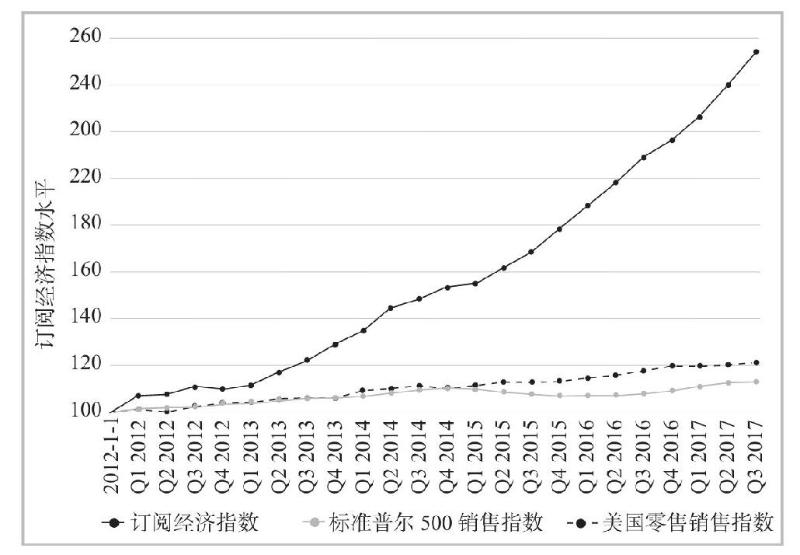 260
240
200
220
180
160
140
120
100
订阅经济指数水平
2012-1-1
Q1 2012
Q2 2012
Q3 2012
Q4 2012
Q1 2013
Q2 2013
Q3 2013
Q4 2013
Q1 2014
Q2 2014
Q3 2014
Q4 2014
Q1 2015
Q2 2015
Q3 2015
Q4 2015
Q1 2016
Q2 2016
Q3 2016
Q4 2016
Q1 2017
Q2 2017
Q3 2017
订阅经济指数 标准普尔 500 销售指数 美国零售销售指数